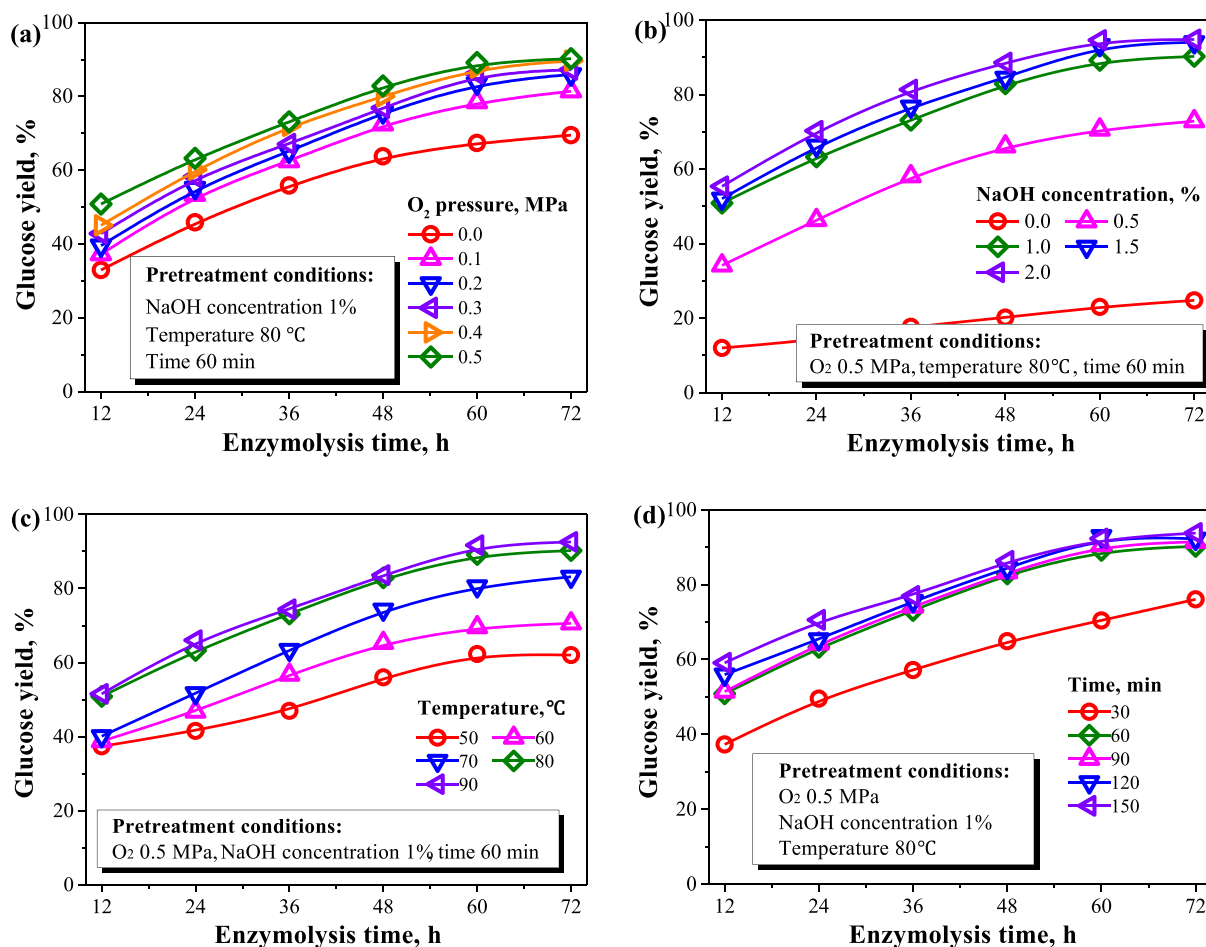 (a)
100
80
60
40
20
0
Glucose yield, %
O₂ pressure, MPa
0.0
0.1
0.2
0.3
0.4
0.5
Pretreatment conditions:
NaOH concentration 1%
Temperature 80 ℃
Time 60 min
12 24 36 48 60 72
Enzymolysis time, h
(b)
100
80
60
40
20
0
Glucose yield, %
NaOH concentration, %
0.0 0.5
1.0 1.5
2.0
Pretreatment conditions:
O₂ 0.5 MPa, temperature 80℃, time 60 min
12 24 36 48 60 72
Enzymolysis time, h
(c)
100
80
60
40
20
0
Glucose yield, %
Temperature,℃
50 60
70 80
90
Pretreatment conditions:
O₂ 0.5 MPa, NaOH concentration 1%, time 60 min
12 24 36 48 60 72
Enzymolysis time, h
(d)
100
80
60
40
20
0
Glucose yield, %
Time, min
30
60
90
120
150
Pretreatment conditions:
O₂ 0.5 MPa
NaOH concentration 1%
Temperature 80℃
12 24 36 48 60 72
Enzymolysis time, h